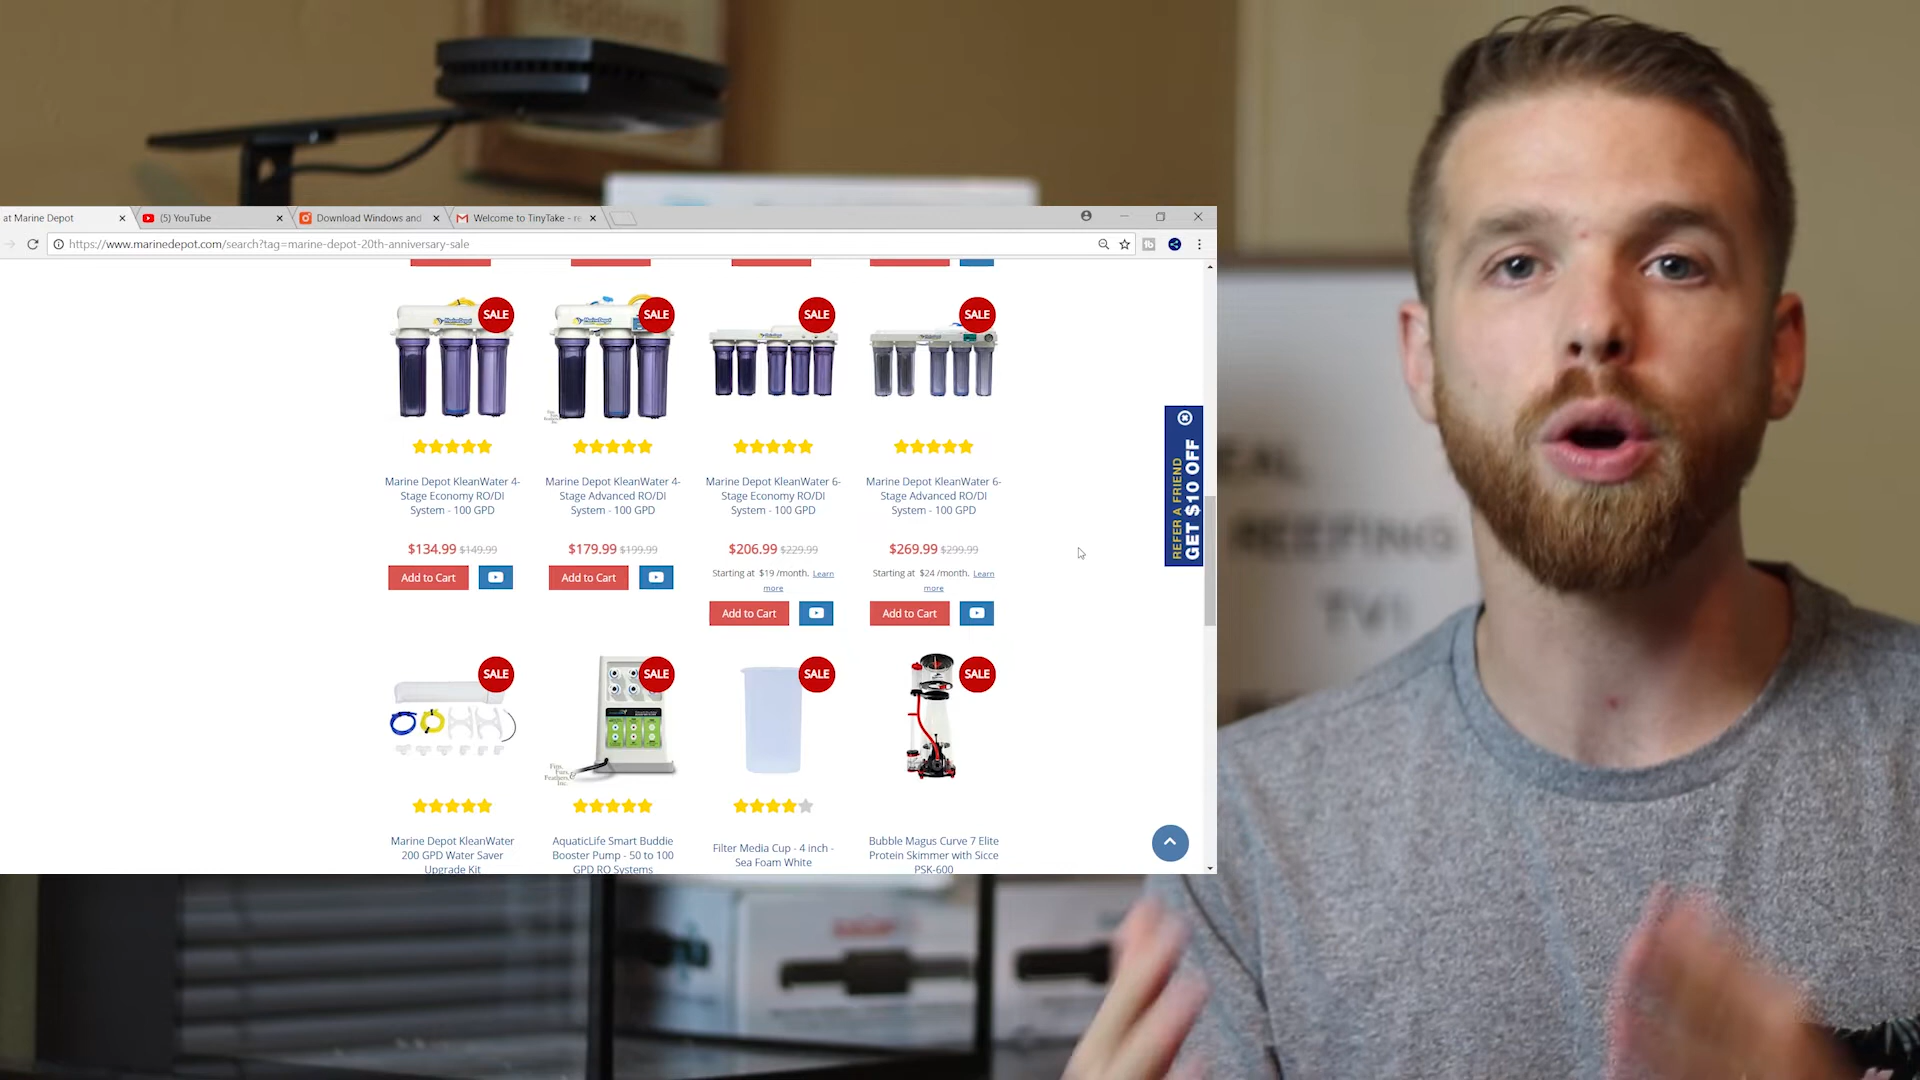 at Marine Depot
(5) YouTube
Download Windows and
Welcome to TinyTake - re
https://www.marinedepot.com/search?tag=marine-depot-20th-anniversary-sale
SALE
SALE
SALE
SALE
Marine Depot KleanWater 4-
Stage Economy RO/DI
System - 100 GPD
Marine Depot KleanWater 4-
Stage Advanced RO/DI
System - 100 GPD
Marine Depot KleanWater 6-
Stage Economy RO/DI
System - 100 GPD
Marine Depot KleanWater 6-
Stage Advanced RO/DI
System - 100 GPD
$134.99 $149.99
$179.99 $199.99
$206.99 $229.99
$269.99 $299.99
Starting at $19 /month. Learn
more
Starting at $24 /month. Learn
more
Add to Cart
Add to Cart
Add to Cart
Add to Cart
REFER A FRIEND
GET $10 OFF
SALE
SALE
SALE
SALE
Fins,
Furs,
Feathers,
Inc.
Marine Depot KleanWater
200 GPD Water Saver
Upgrade Kit
AquaticLife Smart Buddie
Booster Pump - 50 to 100
GPD RO Systems
Filter Media Cup - 4 inch -
Sea Foam White
Bubble Magus Curve 7 Elite
Protein Skimmer with Sicce
PSK-600
REEFING
TV!